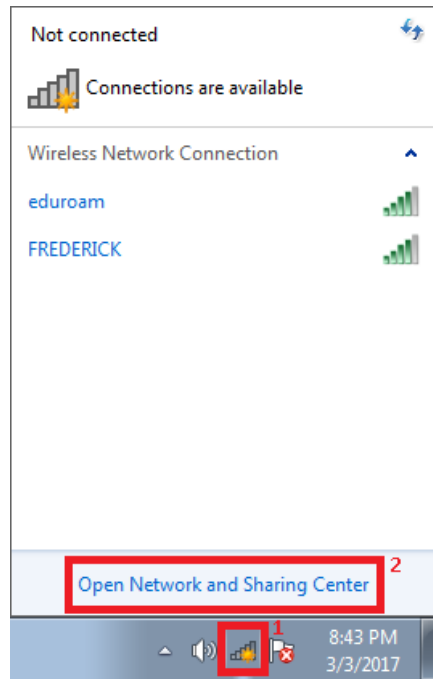 Not connected
Connections are available
Wireless Network Connection
eduroam
FREDERICK
2
Open Network and Sharing Center
1
8:43 PM
3/3/2017